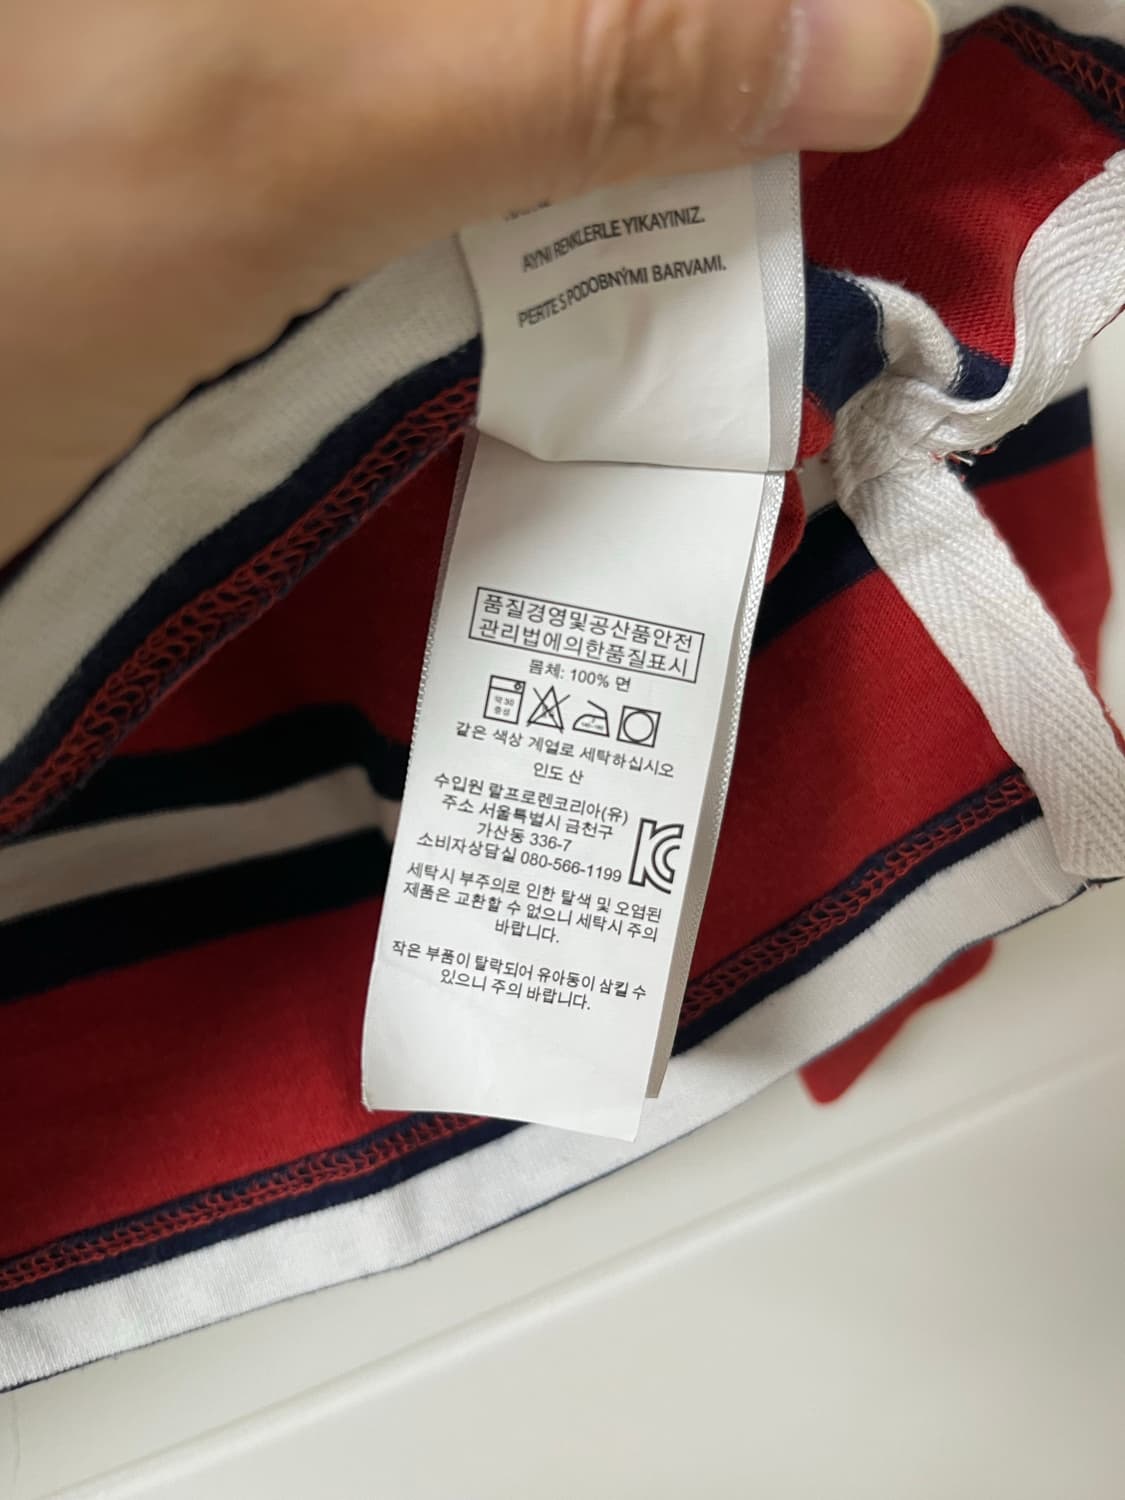 AYNI RENKLERLE YIKAYINIZ.
PERTE S PODOBNÝMI BARVAMI.
품질경영및공산품안전
관리법에의한품질표시
몸체: 100% 면
약 30
중성
같은 색상 계열로 세탁하십시오
인도 산
수입원 랄프로렌코리아(유)
주소 서울특별시 금천구
가산동 336-7
소비자상담실 080-566-1199
세탁시 부주의로 인한 탈색 및 오염된
제품은 교환할 수 없으니 세탁시 주의
바랍니다.
작은 부품이 탈락되어 유아동이 삼킬 수
있으니 주의 바랍니다.